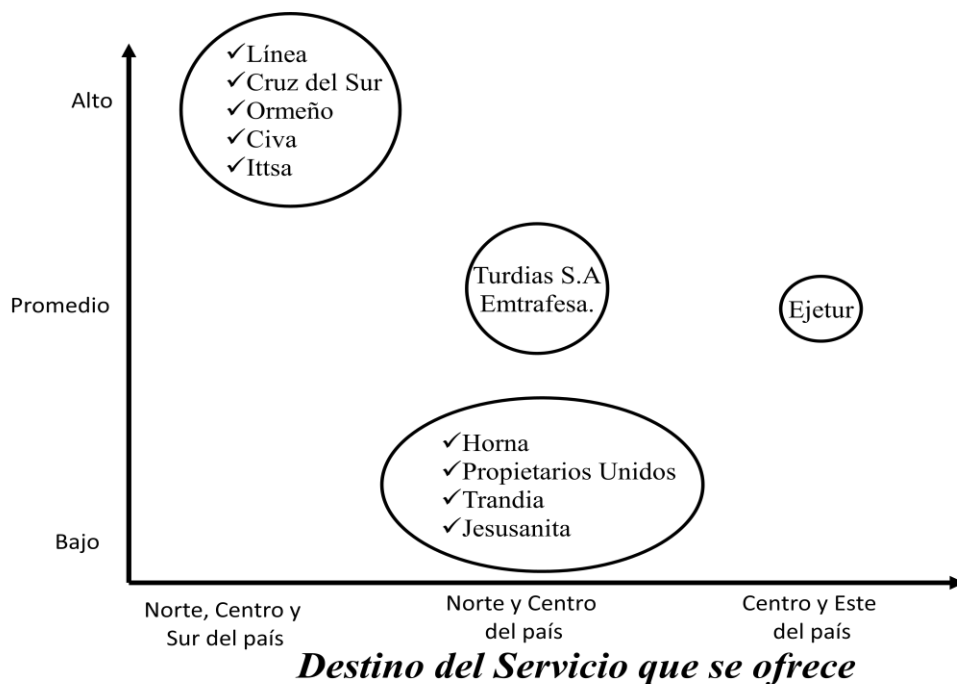 Alto
✓Línea
✓Cruz del Sur
✓Ormeño
✓Civa
✓Ittsa
Promedio
Turdias S.A
Emtrafesa.
Ejetur
✓Horna
✓Propietarios Unidos
✓Trandia
✓Jesusanita
Bajo
Norte, Centro y
Sur del país
Norte y Centro
del país
Centro y Este
del país
Destino del Servicio que se ofrece